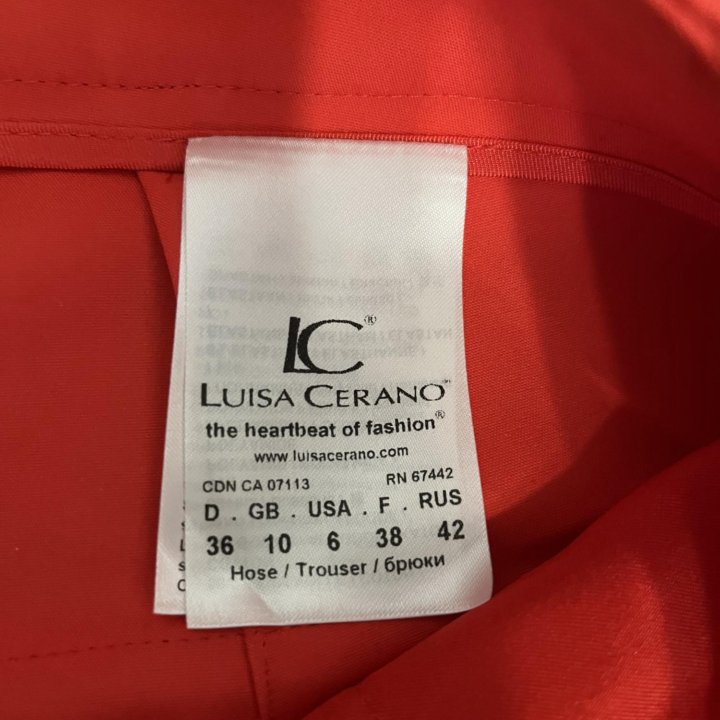 LC®
LUISA CERANO™
the heartbeat of fashion®
www.luisacerano.com
CDN CA 07113 RN 67442
D . GB . USA . F . RUS
36 10 6 38 42
Hose / Trouser / брюки